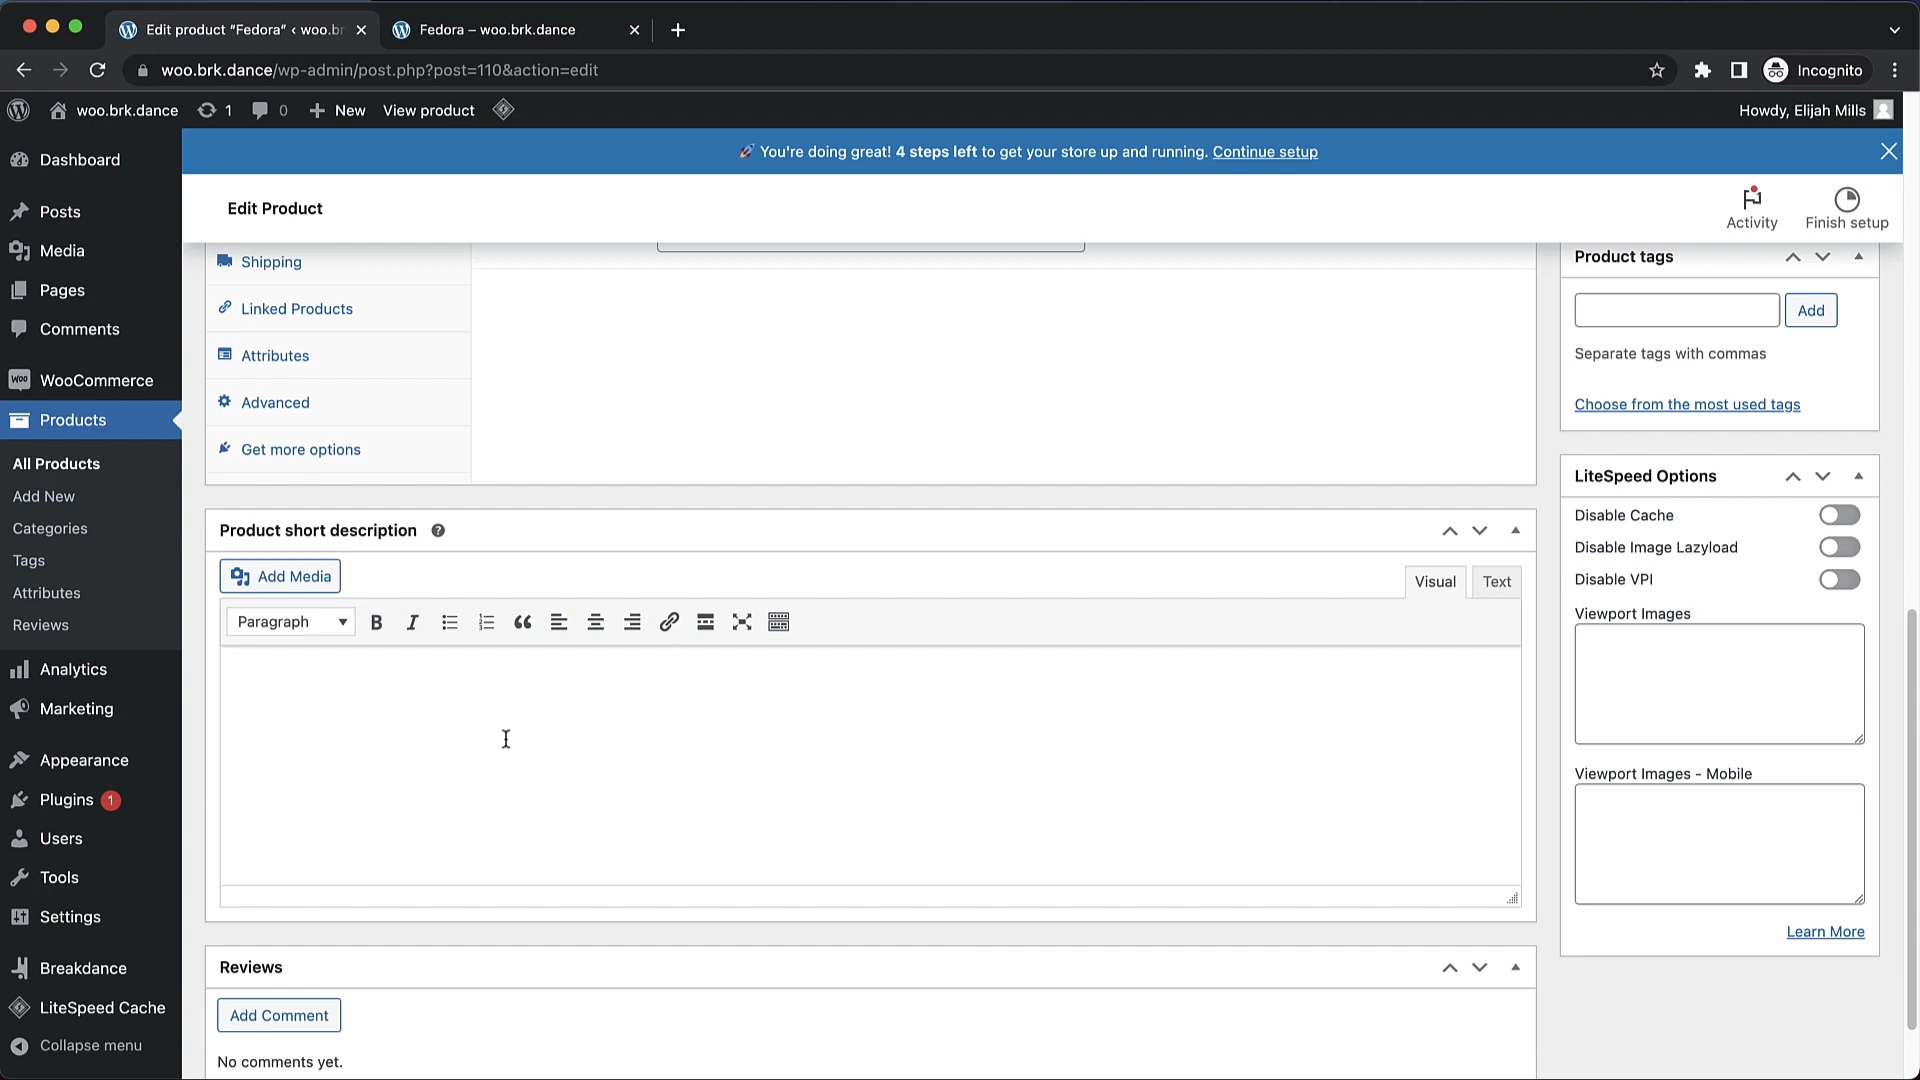 Edit product “Fedora” ‹ woo.br
Fedora – woo.brk.dance
woo.brk.dance/wp-admin/post.php?post=110&action=edit
Incognito
woo.brk.dance
1
0
New
View product
Howdy, Elijah Mills
🚀 You're doing great! 4 steps left to get your store up and running. Continue setup
Edit Product
Activity
Finish setup
Dashboard
Posts
Media
Pages
Comments
WooCommerce
Products
All Products
Add New
Categories
Tags
Attributes
Reviews
Analytics
Marketing
Appearance
Plugins 1
Users
Tools
Settings
Breakdance
LiteSpeed Cache
Collapse menu
Shipping
Linked Products
Attributes
Advanced
Get more options
Product short description
Add Media
Visual
Text
Paragraph
Reviews
Add Comment
No comments yet.
Product tags
Add
Separate tags with commas
Choose from the most used tags
LiteSpeed Options
Disable Cache
Disable Image Lazyload
Disable VPI
Viewport Images
Viewport Images - Mobile
Learn More